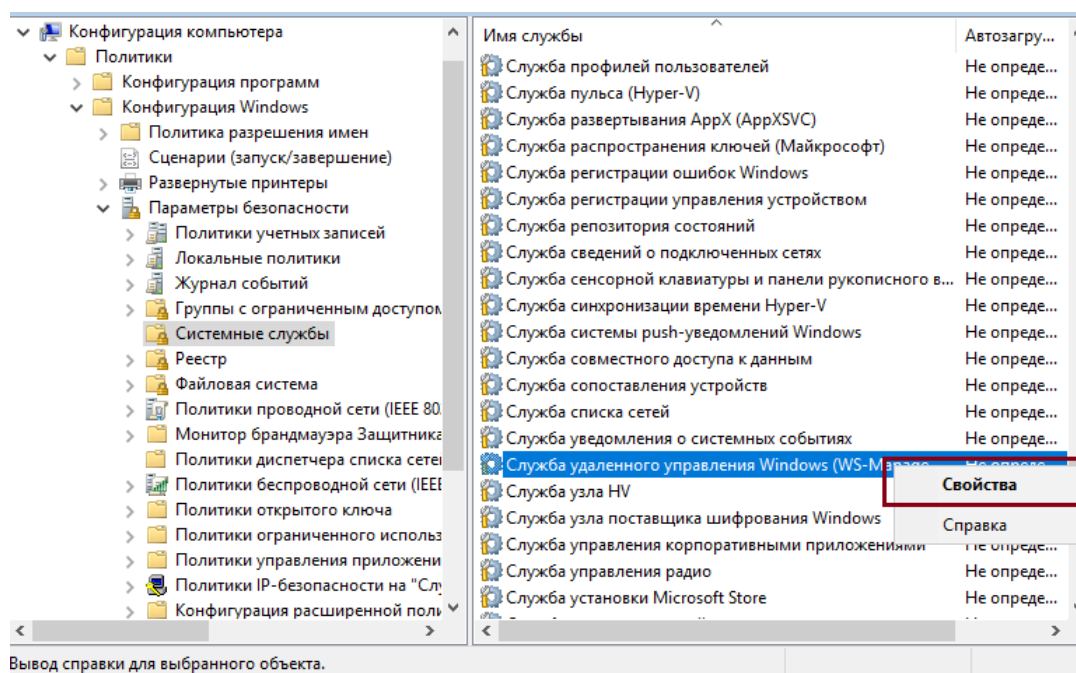 Конфигурация компьютера
Политики
Конфигурация программ
Конфигурация Windows
Политика разрешения имен
Сценарии (запуск/завершение)
Развернутые принтеры
Параметры безопасности
Политики учетных записей
Локальные политики
Журнал событий
Группы с ограниченным доступом
Системные службы
Реестр
Файловая система
Политики проводной сети (IEEE 80
Монитор брандмауэра Защитника
Политики диспетчера списка сетей
Политики беспроводной сети (IEEE
Политики открытого ключа
Политики ограниченного использ
Политики управления приложени
Политики IP-безопасности на "Слу
Конфигурация расширенной поли
Имя службы Автозагру...
Служба профилей пользователей Не опреде...
Служба пульса (Hyper-V) Не опреде...
Служба развертывания AppX (AppXSVC) Не опреде...
Служба распространения ключей (Майкрософт) Не опреде...
Служба регистрации ошибок Windows Не опреде...
Служба регистрации управления устройством Не опреде...
Служба репозитория состояний Не опреде...
Служба сведений о подключенных сетях Не опреде...
Служба сенсорной клавиатуры и панели рукописного в... Не опреде...
Служба синхронизации времени Hyper-V Не опреде...
Служба системы push-уведомлений Windows Не опреде...
Служба совместного доступа к данным Не опреде...
Служба сопоставления устройств Не опреде...
Служба списка сетей Не опреде...
Служба уведомления о системных событиях Не опреде...
Служба удаленного управления Windows (WS-Manage... Не опреде...
Служба узла HV
Служба узла поставщика шифрования Windows
Служба управления корпоративными приложениями Не опреде...
Служба управления радио Не опреде...
Служба установки Microsoft Store Не опреде...
Свойства
Справка
Вывод справки для выбранного объекта.